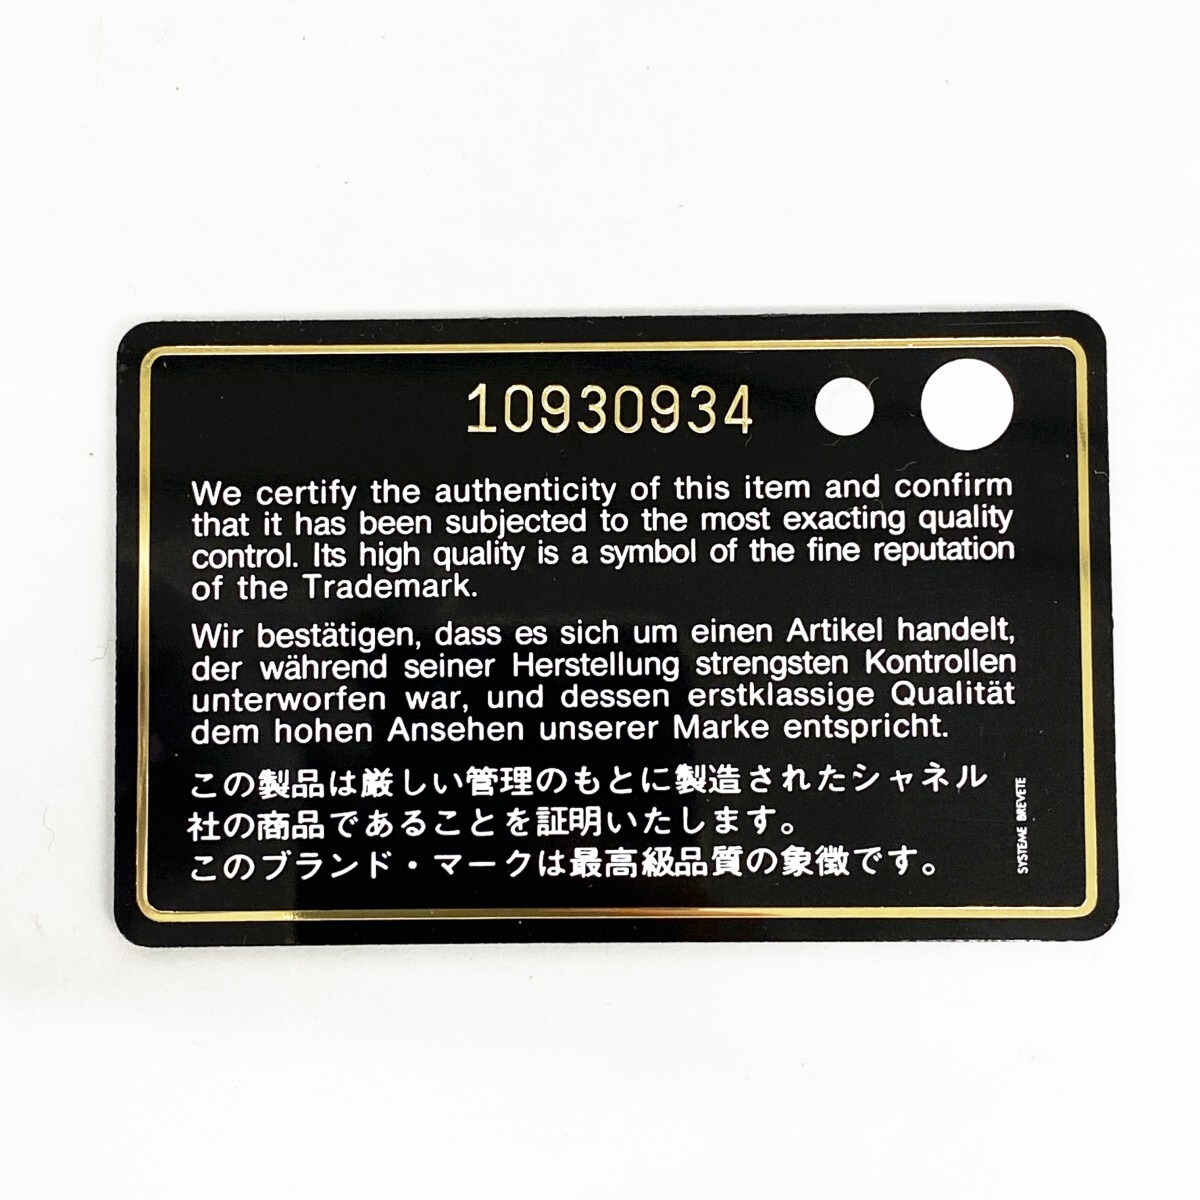 10930934
We certify the authenticity of this item and confirm
that it has been subjected to the most exacting quality
control. Its high quality is a symbol of the fine reputation
of the Trademark.
Wir bestätigen, dass es sich um einen Artikel handelt,
der während seiner Herstellung strengsten Kontrollen
unterworfen war, und dessen erstklassige Qualität
dem hohen Ansehen unserer Marke entspricht.
この製品は厳しい管理のもとに製造されたシャネル
社の商品であることを証明いたします。
このブランド・マークは最高級品質の象徴です。
SYSTEME BREVETE